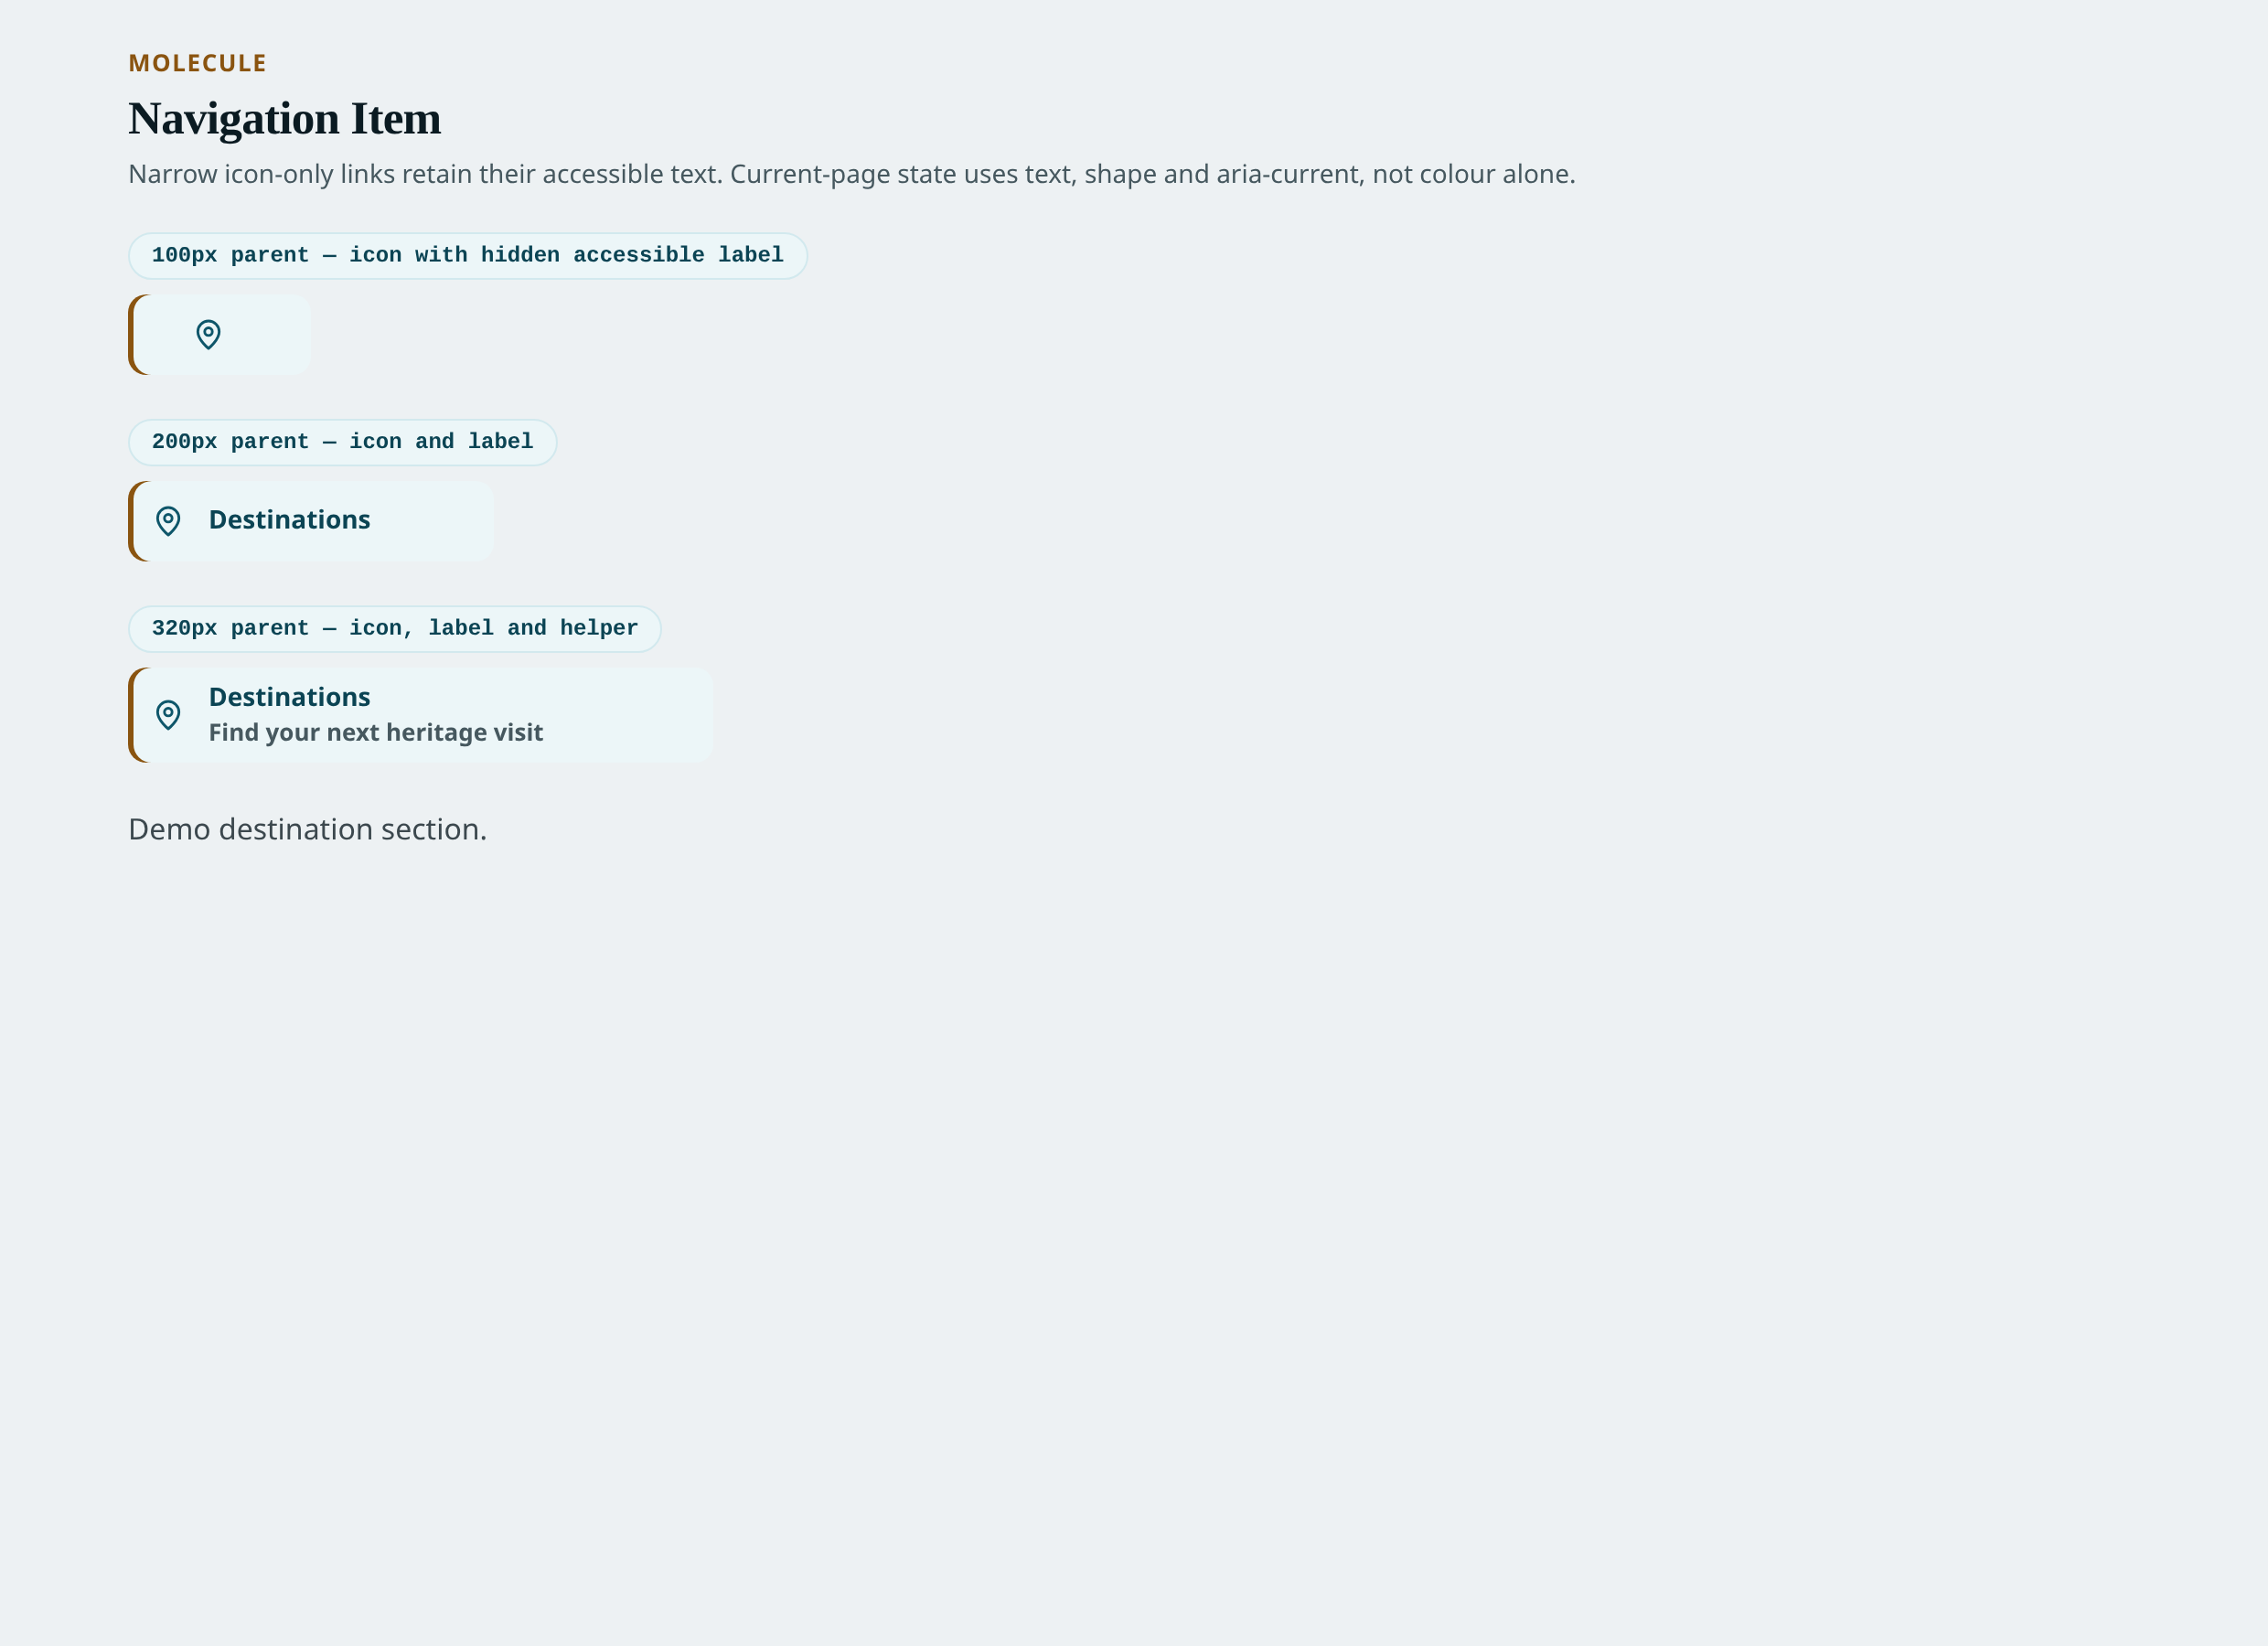 MOLECULE
Navigation Item
Narrow icon-only links retain their accessible text. Current-page state uses text, shape and aria-current, not colour alone.
100px parent — icon with hidden accessible label
200px parent — icon and label
Destinations
320px parent — icon, label and helper
Destinations
Find your next heritage visit
Demo destination section.